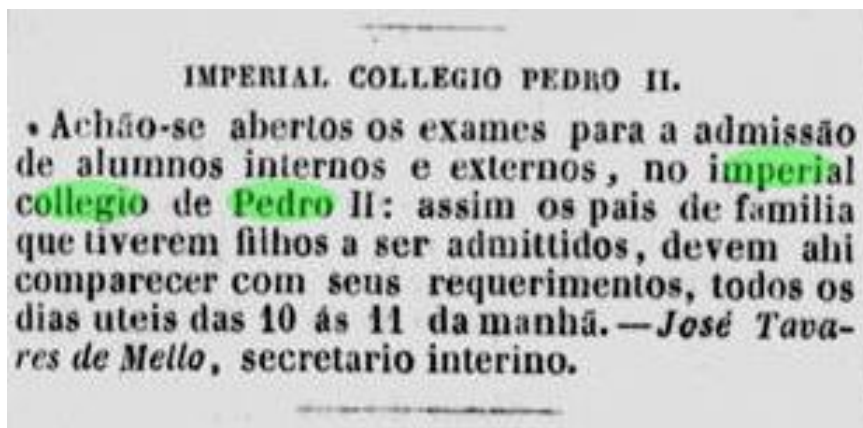 IMPERIAL COLLEGIO PEDRO II.
• Achão-se abertos os exames para a admissão
de alumnos internos e externos, no imperial
collegio de Pedro II: assim os pais de familia
que tiverem filhos a ser admittidos, devem ahi
comparecer com seus requerimentos, todos os
dias uteis das 10 ás 11 da manhã.—José Tava-
res de Mello, secretario interino.